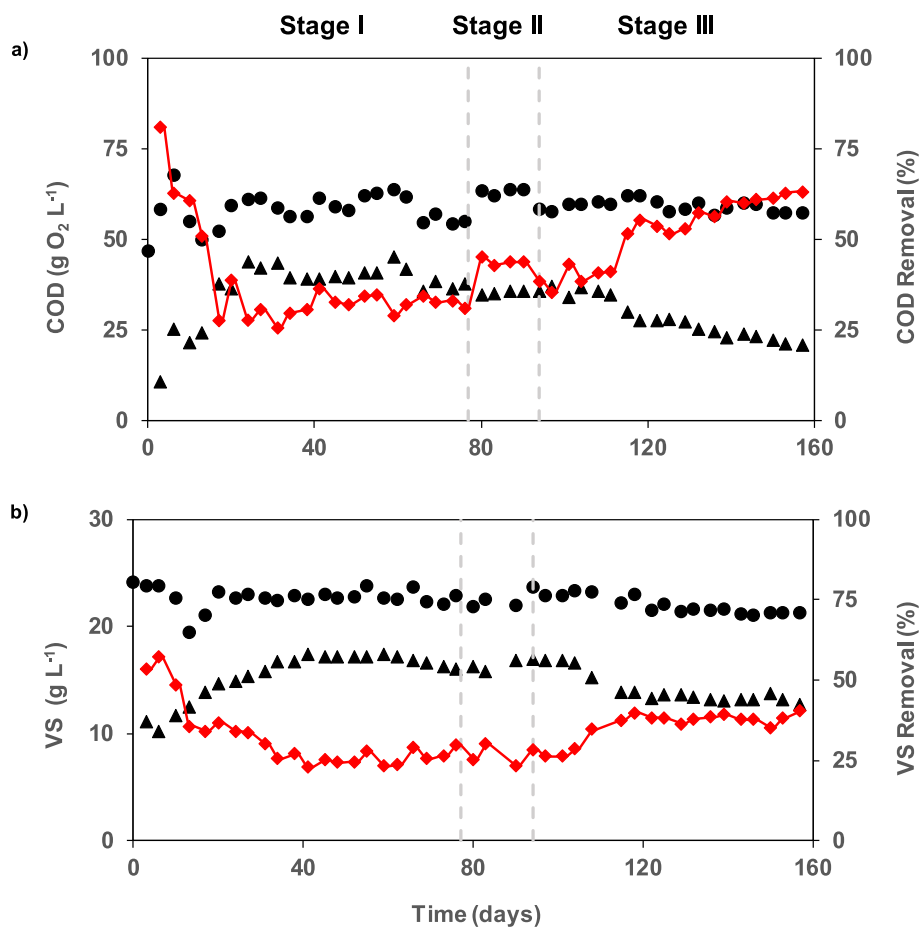 Stage I Stage II Stage III
a)
100 100
75 75
50 50
25 25
0 0
0 40 80 120 160
COD (g O₂ L⁻¹)
COD Removal (%)
b)
30 100
75
20
50
10
25
0 0
0 40 80 120 160
VS (g L⁻¹)
VS Removal (%)
Time (days)